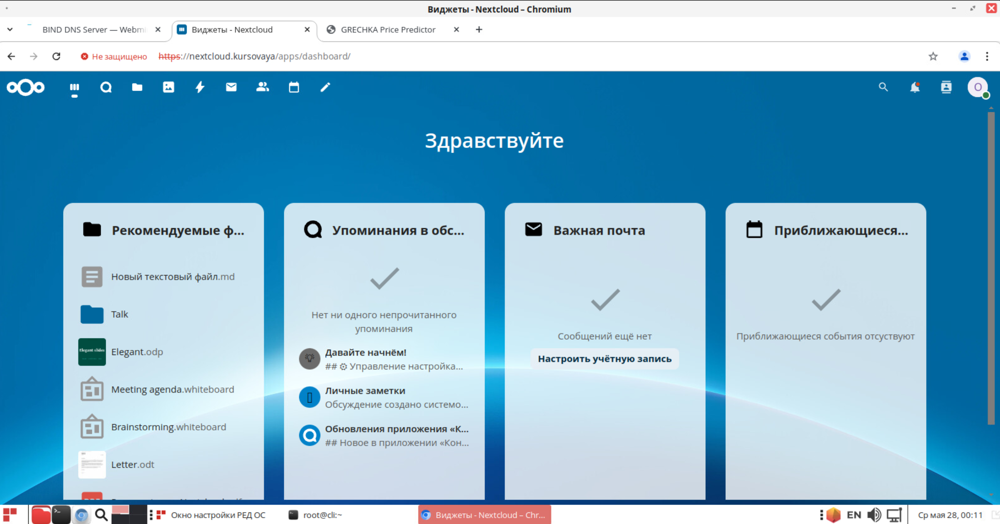 Виджеты - Nextcloud – Chromium
BIND DNS Server — Webmi
Виджеты - Nextcloud
GRECHKA Price Predictor
Не защищено
https://nextcloud.kursovaya/apps/dashboard/
O
Здравствуйте
Рекомендуемые ф...
Новый текстовый файл.md
Talk
Elegant slides
Elegant.odp
Meeting agenda.whiteboard
Brainstorming.whiteboard
Letter.odt
Упоминания в обс...
Нет ни одного непрочитанного
упоминания
Давайте начнём!
## ⚙ Управление настройка...
Личные заметки
Обсуждение создано системо...
Обновления приложения «К...
## Новое в приложении «Кон...
Важная почта
Сообщений ещё нет
Настроить учётную запись
Приближающиеся...
Приближающиеся события отсуствуют
Окно настройки РЕД ОС
root@cli:~
Виджеты - Nextcloud – Chr...
EN
Ср мая 28, 00:11